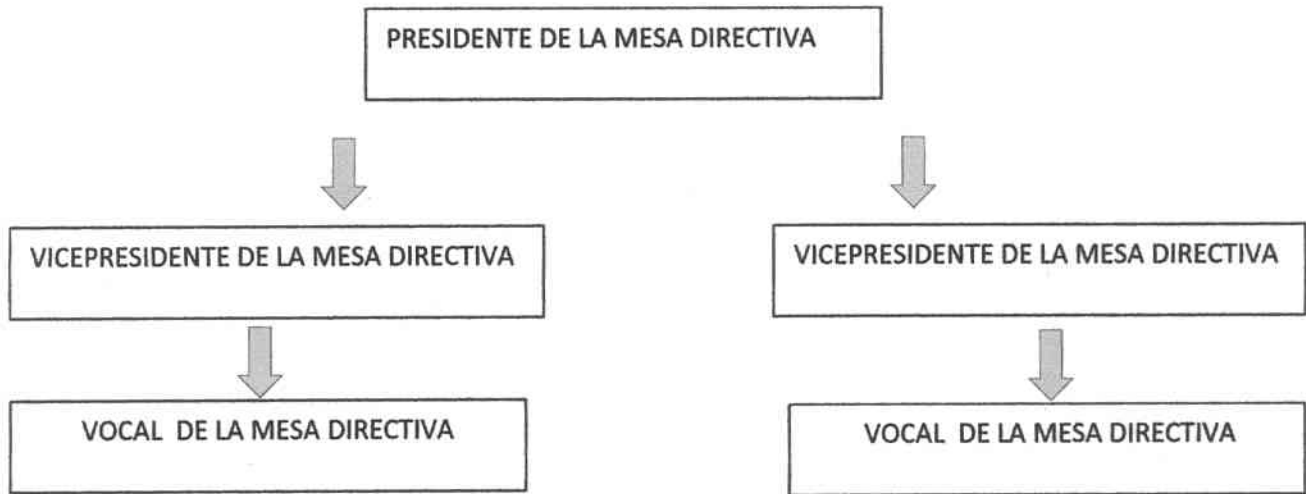 PRESIDENTE DE LA MESA DIRECTIVA
VICEPRESIDENTE DE LA MESA DIRECTIVA
VICEPRESIDENTE DE LA MESA DIRECTIVA
VOCAL DE LA MESA DIRECTIVA
VOCAL DE LA MESA DIRECTIVA